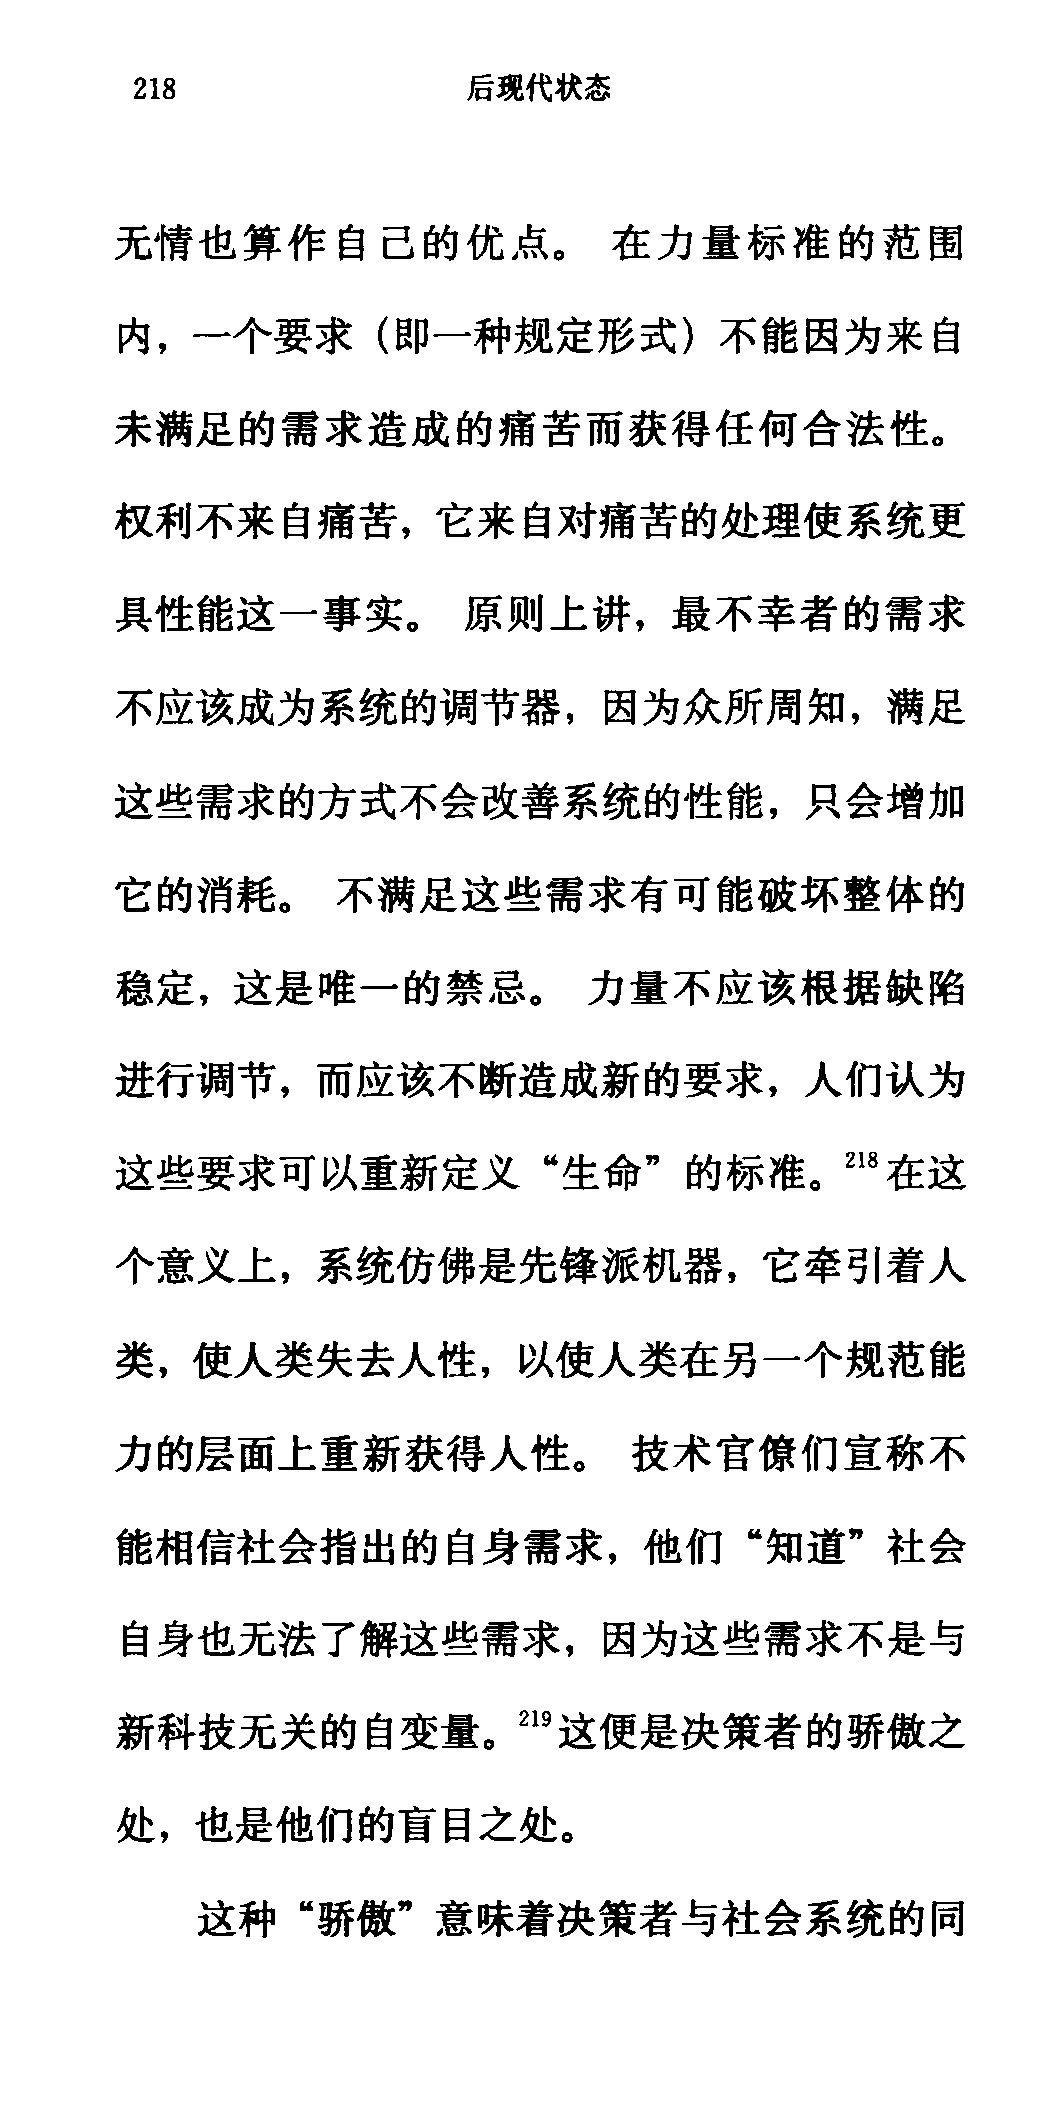 218 后现代状态
无情也算作自己的优点。 在力量标准的范围
内，一个要求（即一种规定形式）不能因为来自
未满足的需求造成的痛苦而获得任何合法性。
权利不来自痛苦，它来自对痛苦的处理使系统更
具性能这一事实。 原则上讲，最不幸者的需求
不应该成为系统的调节器，因为众所周知，满足
这些需求的方式不会改善系统的性能，只会增加
它的消耗。 不满足这些需求有可能破坏整体的
稳定，这是唯一的禁忌。 力量不应该根据缺陷
进行调节，而应该不断造成新的要求，人们认为
这些要求可以重新定义“生命”的标准。218在这
个意义上，系统仿佛是先锋派机器，它牵引着人
类，使人类失去人性，以使人类在另一个规范能
力的层面上重新获得人性。 技术官僚们宣称不
能相信社会指出的自身需求，他们“知道”社会
自身也无法了解这些需求，因为这些需求不是与
新科技无关的自变量。219这便是决策者的骄傲之
处，也是他们的盲目之处。
这种“骄傲”意味着决策者与社会系统的同